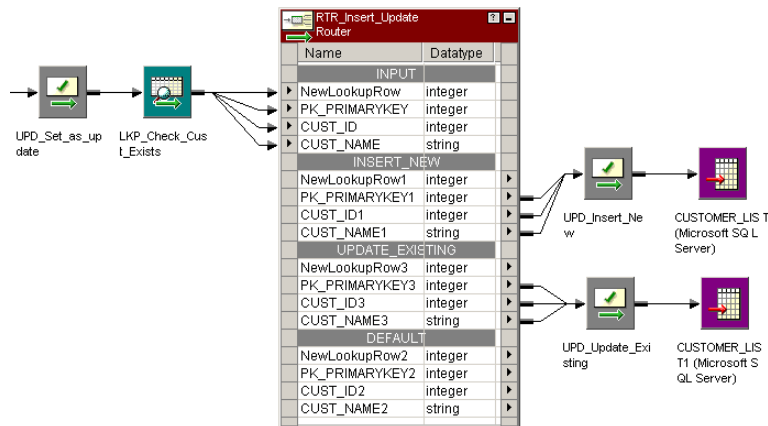 RTR_Insert_Update
Router
Name Datatype
INPUT
NewLookupRow integer
PK_PRIMARYKEY integer
CUST_ID integer
CUST_NAME string
INSERT_NEW
NewLookupRow1 integer
PK_PRIMARYKEY1 integer
CUST_ID1 integer
CUST_NAME1 string
UPDATE_EXISTING
NewLookupRow3 integer
PK_PRIMARYKEY3 integer
CUST_ID3 integer
CUST_NAME3 string
DEFAULT
NewLookupRow2 integer
PK_PRIMARYKEY2 integer
CUST_ID2 integer
CUST_NAME2 string
UPD_Set_as_up
date
LKP_Check_Cus
t_Exists
UPD_Insert_Ne
w
CUSTOMER_LIS T
(Microsoft SQ L
Server)
UPD_Update_Exi
sting
CUSTOMER_LIS
T1 (Microsoft S
QL Server)